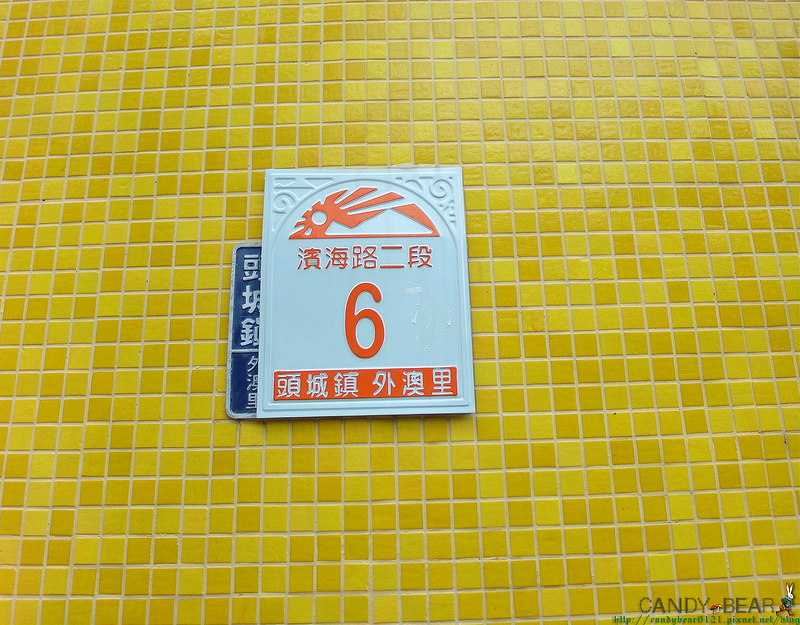 濱海路二段
6
頭城鎮 外澳里
頭城鎮
外澳里
CANDY BEAR
http://candybear0121.pixnet.net/blog